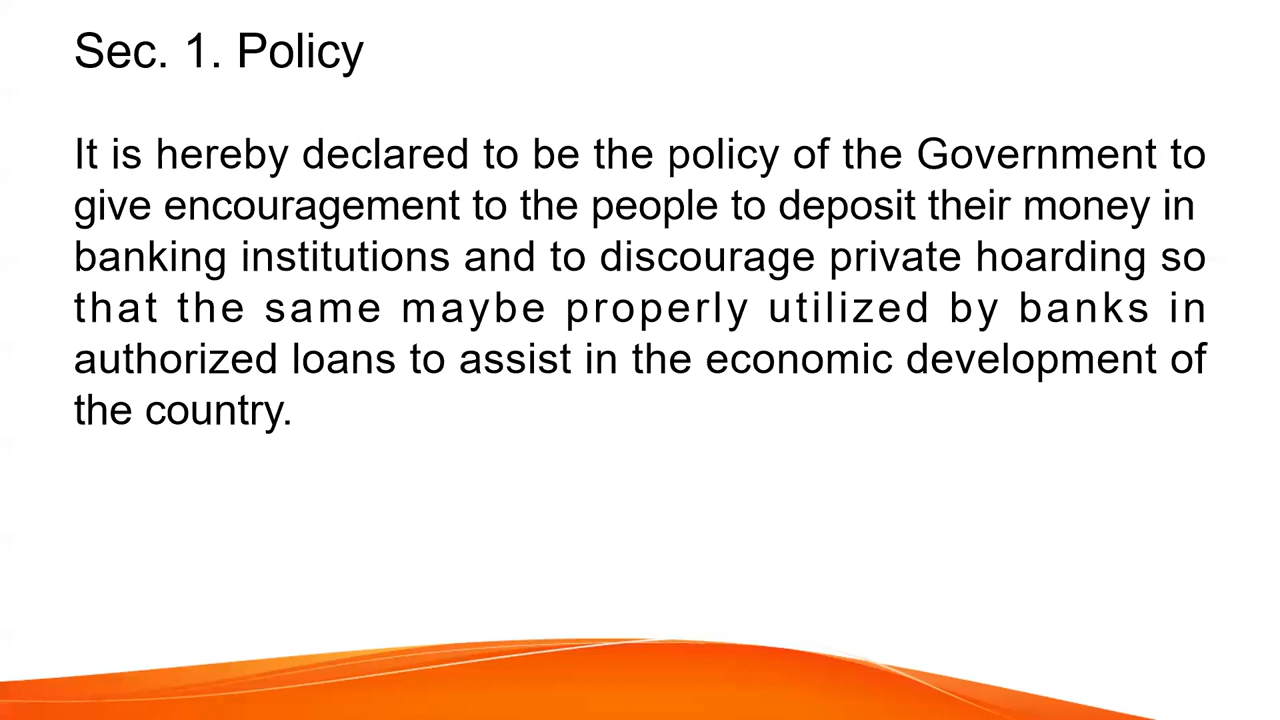 Sec. 1. Policy
It is hereby declared to be the policy of the Government to
give encouragement to the people to deposit their money in
banking institutions and to discourage private hoarding so
that the same maybe properly utilized by banks in
authorized loans to assist in the economic development of
the country.